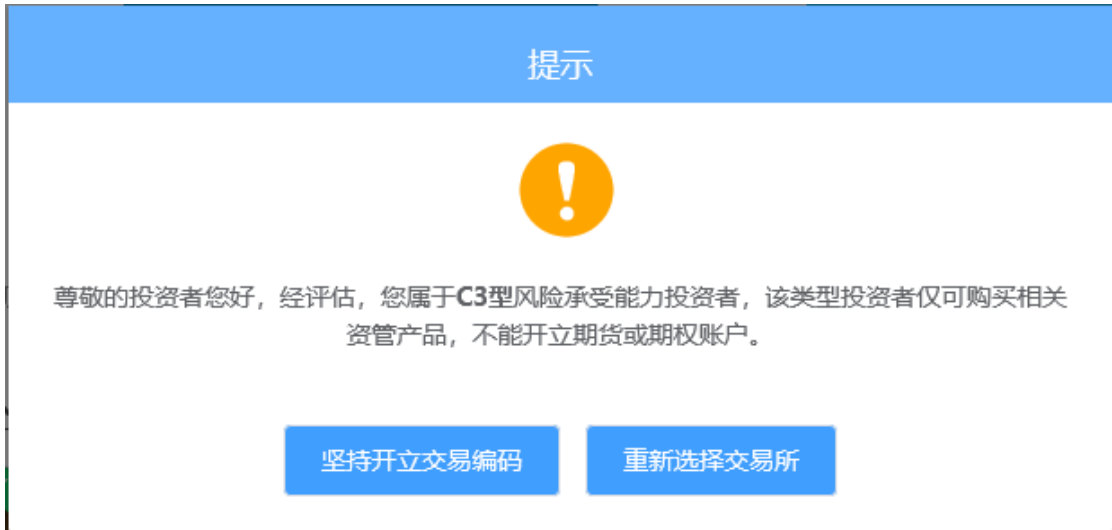 提示
尊敬的投资者您好，经评估，您属于C3型风险承受能力投资者，该类型投资者仅可购买相关
资管产品，不能开立期货或期权账户。
坚持开立交易编码
重新选择交易所